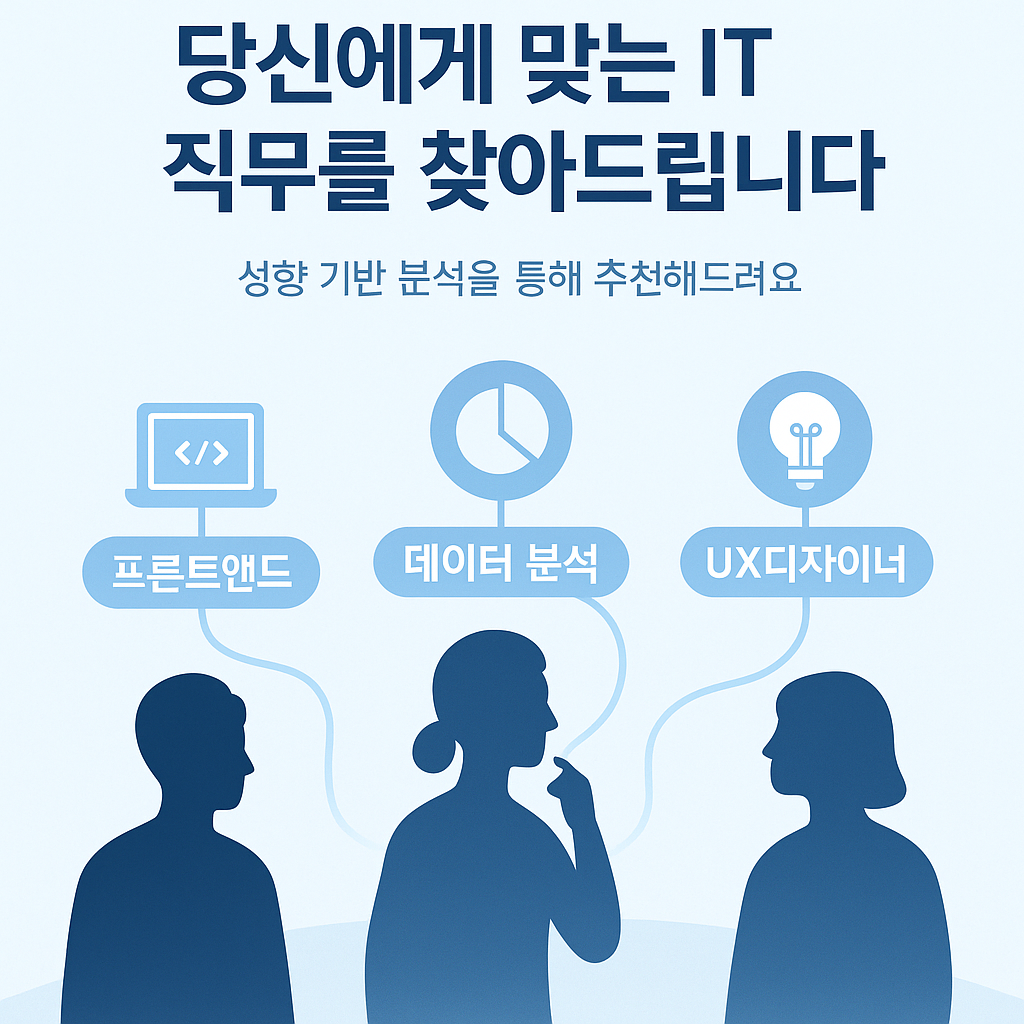 당신에게 맞는 IT
직무를 찾아드립니다
성향 기반 분석을 통해 추천해드려요
</>
프른트앤드
데이터 분석
UX디자이너